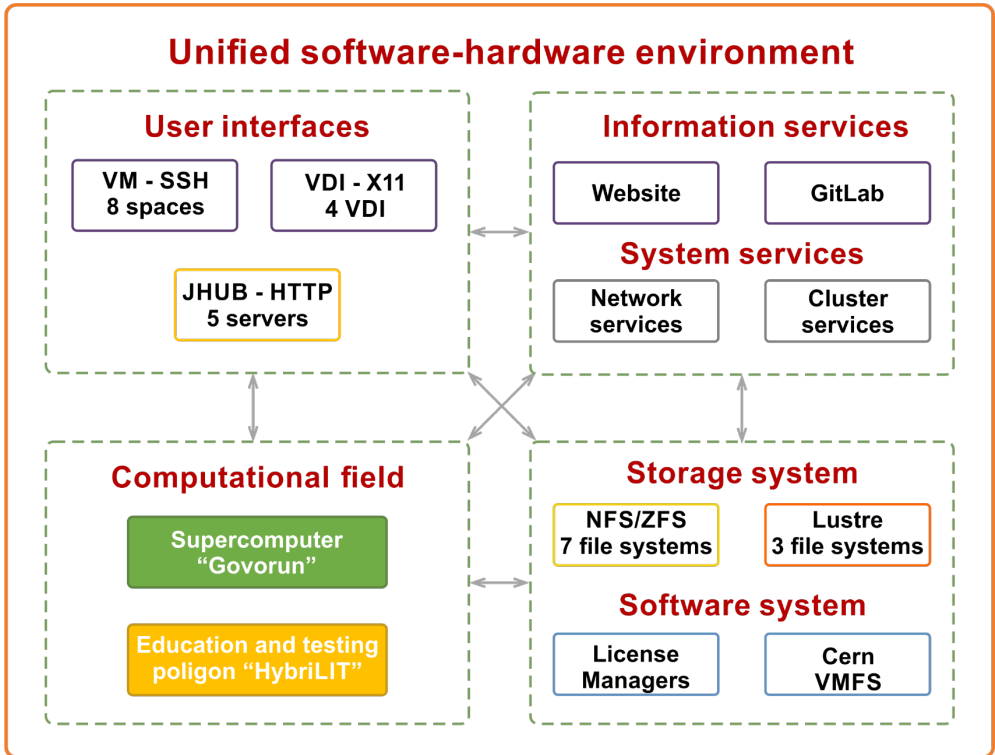 Unified software-hardware environment
User interfaces
VM - SSH
8 spaces
VDI - X11
4 VDI
JHUB - HTTP
5 servers
Information services
Website
GitLab
System services
Network
services
Cluster
services
Computational field
Supercomputer
“Govorun”
Education and testing
poligon “HybriLIT”
Storage system
NFS/ZFS
7 file systems
Lustre
3 file systems
Software system
License
Managers
Cern
VMFS